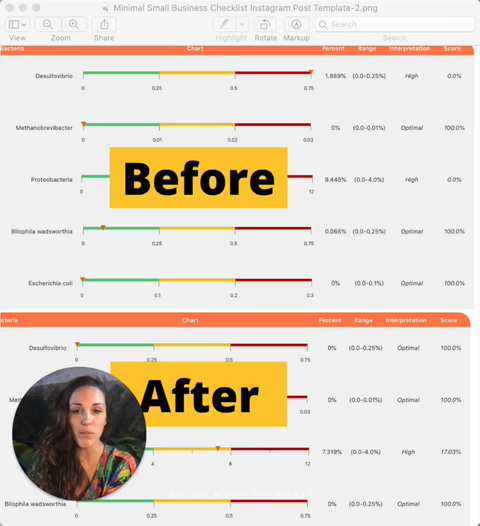 Minimal Small Business Checklist Instagram Post Template-2.png
View Zoom Share Highlight Rotate Markup Search
Search
Bacteria Chart Percent Range Interpretation Score
Desulfovibrio 1.889% (0.0-0.25%) High 0.0%
0 0.25 0.5 0.75
Methanobrevibacter 0% (0.0-0.01%) Optimal 100.0%
0 0.01 0.02 0.03
Before
Proteobacteria 9.445% (0.0-4.0%) High 0.0%
0 12
Bilophila wadsworthia 0.065% (0.0-0.25%) Optimal 100.0%
0 0.25 0.5 0.75
Escherichia coli 0% (0.0-0.1%) Optimal 100.0%
0 0.1 0.2 0.3
cteria Chart Percent Range Interpretation Score
Desulfovibrio 0% (0.0-0.25%) Optimal 100.0%
0 0.25 0.5 0.75
After
Me 0% (0.0-0.01%) Optimal 100.0%
0.03
7.319% (0.0-4.0%) High 17.03%
4 8 12
Bilophila wadsworthia 0% (0.0-0.25%) Optimal 100.0%
0 0.25 0.5 0.75